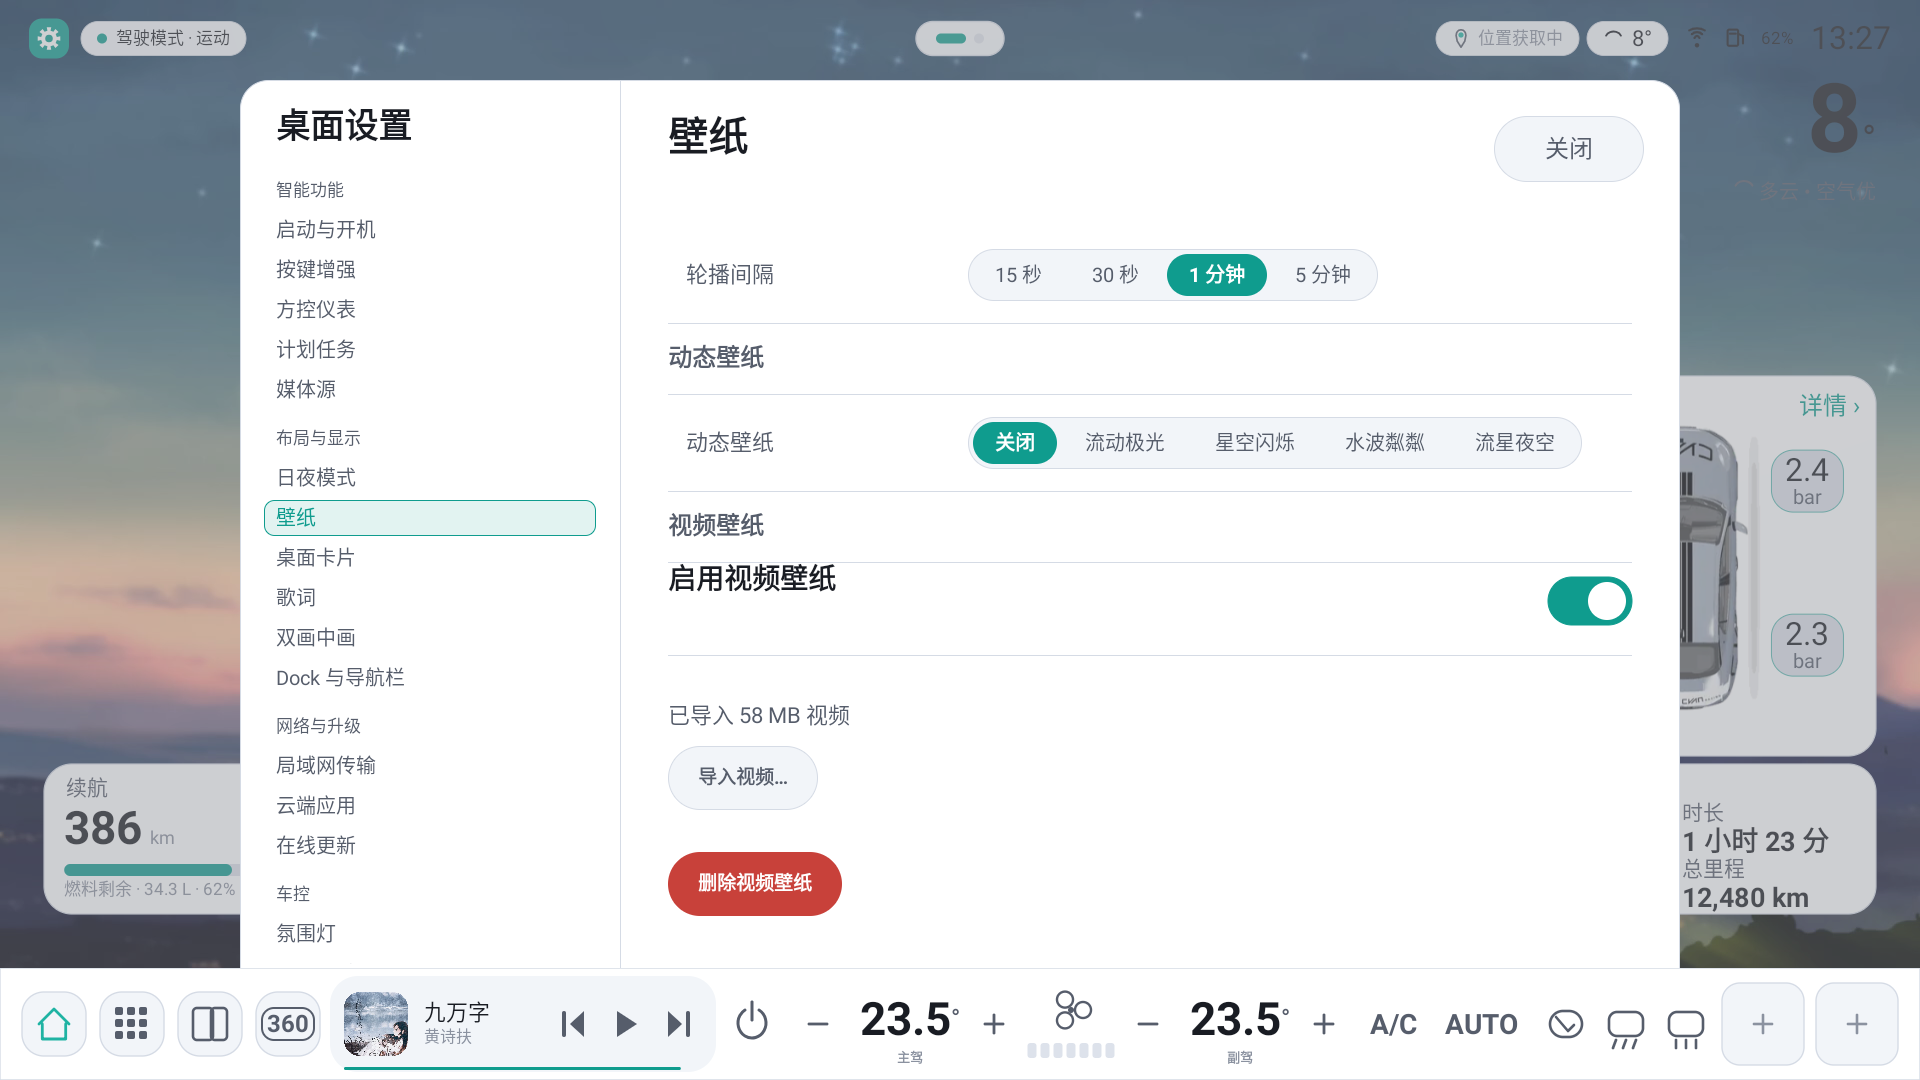 驾驶模式 · 运动
位置获取中
8°
62%
13:27
8°
多云 · 空气优
桌面设置
智能功能
启动与开机
按键增强
方控仪表
计划任务
媒体源
布局与显示
日夜模式
壁纸
桌面卡片
歌词
双画中画
Dock 与导航栏
网络与升级
局域网传输
云端应用
在线更新
车控
氛围灯
壁纸
关闭
轮播间隔
15 秒
30 秒
1 分钟
5 分钟
动态壁纸
动态壁纸
关闭
流动极光
星空闪烁
水波粼粼
流星夜空
视频壁纸
启用视频壁纸
已导入 58 MB 视频
导入视频...
删除视频壁纸
续航
386 km
燃料剩余 · 34.3 L · 62%
详情 ›
2.4
bar
2.3
bar
时长
1 小时 23 分
总里程
12,480 km
360
九万字
黄诗扶
23.5°
主驾
23.5°
副驾
A/C
AUTO